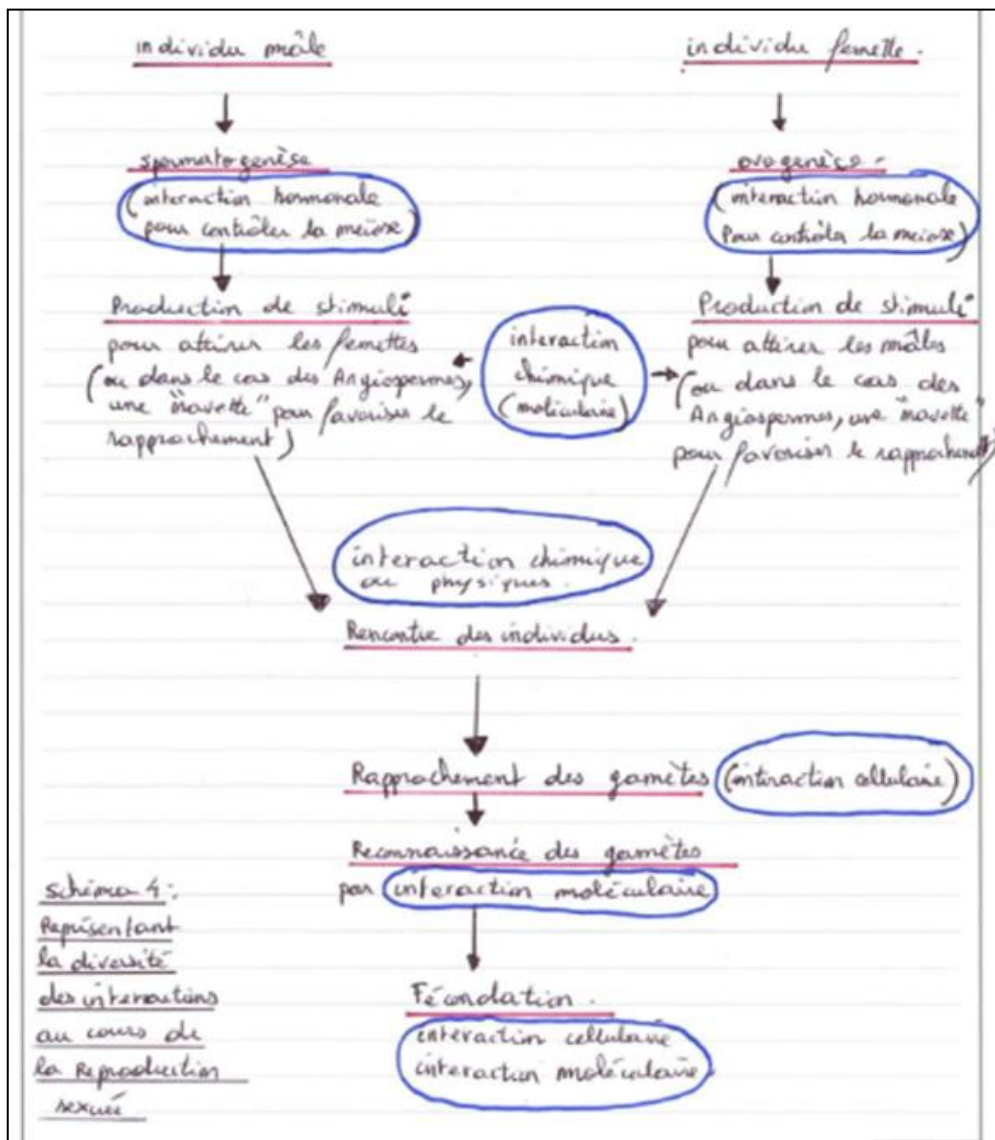 individu mâle
individu femelle.
spermatogenèse
(interaction hormonale
pour contrôler la meïose)
ovogenèse.
(interaction hormonale
Pour contrôler la meiose)
Production de stimuli
pour attirer les femelles
(ou dans le cas des Angiospermes,
une "navette" pour favoriser le
rapprochement)
interaction
chimique
(moléculaire)
Production de stimuli
pour attirer les mâles
(ou dans le cas des
Angiospermes, une "navette"
pour favoriser le rapprochement)
interaction chimique
ou physiques.
Rencontre des individus.
Rapprochement des gamètes (interaction cellulaire)
Reconnaissance des gamètes
par interaction moléculaire
Fécondation.
interaction cellulaire
interaction moléculaire.
schéma 4:
Représentant
la diversité
des interactions
au cours de
la Reproduction
sexuée